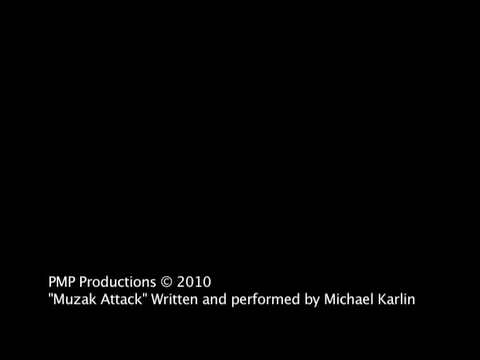 PMP Productions © 2010
"Muzak Attack" Written and performed by Michael Karlin